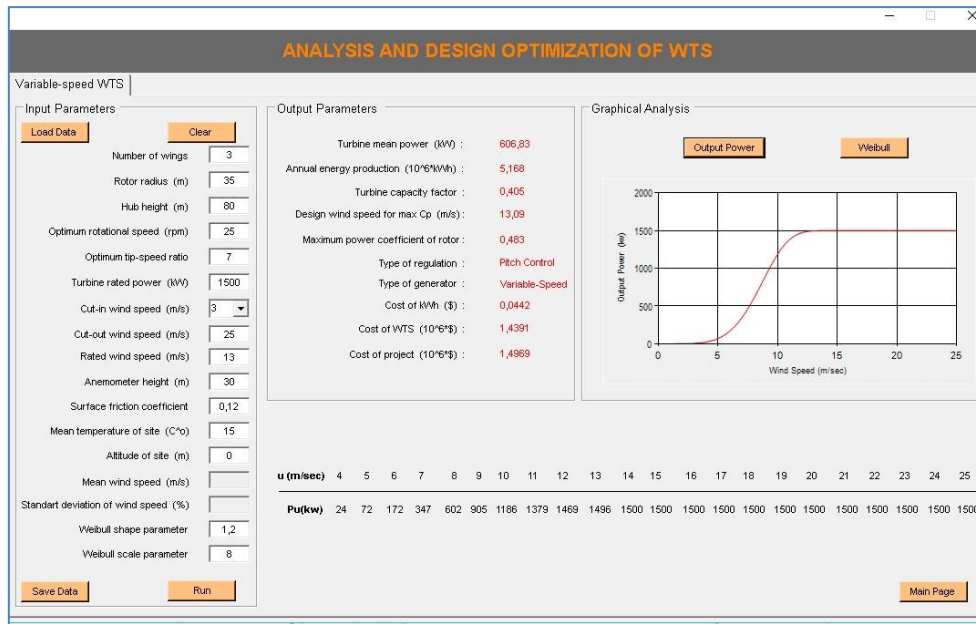 ANALYSIS AND DESIGN OPTIMIZATION OF WTS
Variable-speed WTS
Input Parameters
Load Data Clear
Number of wings 3
Rotor radius (m) 35
Hub height (m) 80
Optimum rotational speed (rpm) 25
Optimum tip-speed ratio 7
Turbine rated power (kW) 1500
Cut-in wind speed (m/s) 3
Cut-out wind speed (m/s) 25
Rated wind speed (m/s) 13
Anemometer height (m) 30
Surface friction coefficient 0,12
Mean temperature of site (C^o) 15
Altitude of site (m) 0
Mean wind speed (m/s)
Standart deviation of wind speed (%)
Weibull shape parameter 1,2
Weibull scale parameter 8
Save Data Run
Output Parameters
Turbine mean power (kW) : 606,83
Annual energy production (10^6*kWh) : 5,168
Turbine capacity factor : 0,405
Design wind speed for max Cp (m/s) : 13,09
Maximum power coefficient of rotor : 0,483
Type of regulation : Pitch Control
Type of generator : Variable-Speed
Cost of kWh ($) : 0,0442
Cost of WTS (10^6*$) : 1,4391
Cost of project (10^6*$) : 1,4969
Graphical Analysis
Output Power Weibull
2000
1500
1000
500
0
Output Power (kw)
0 5 10 15 20 25
Wind Speed (m/sec)
u (m/sec) 4 5 6 7 8 9 10 11 12 13 14 15 16 17 18 19 20 21 22 23 24 25
Pu(kw) 24 72 172 347 602 905 1186 1379 1469 1496 1500 1500 1500 1500 1500 1500 1500 1500 1500 1500 1500 1500
Main Page